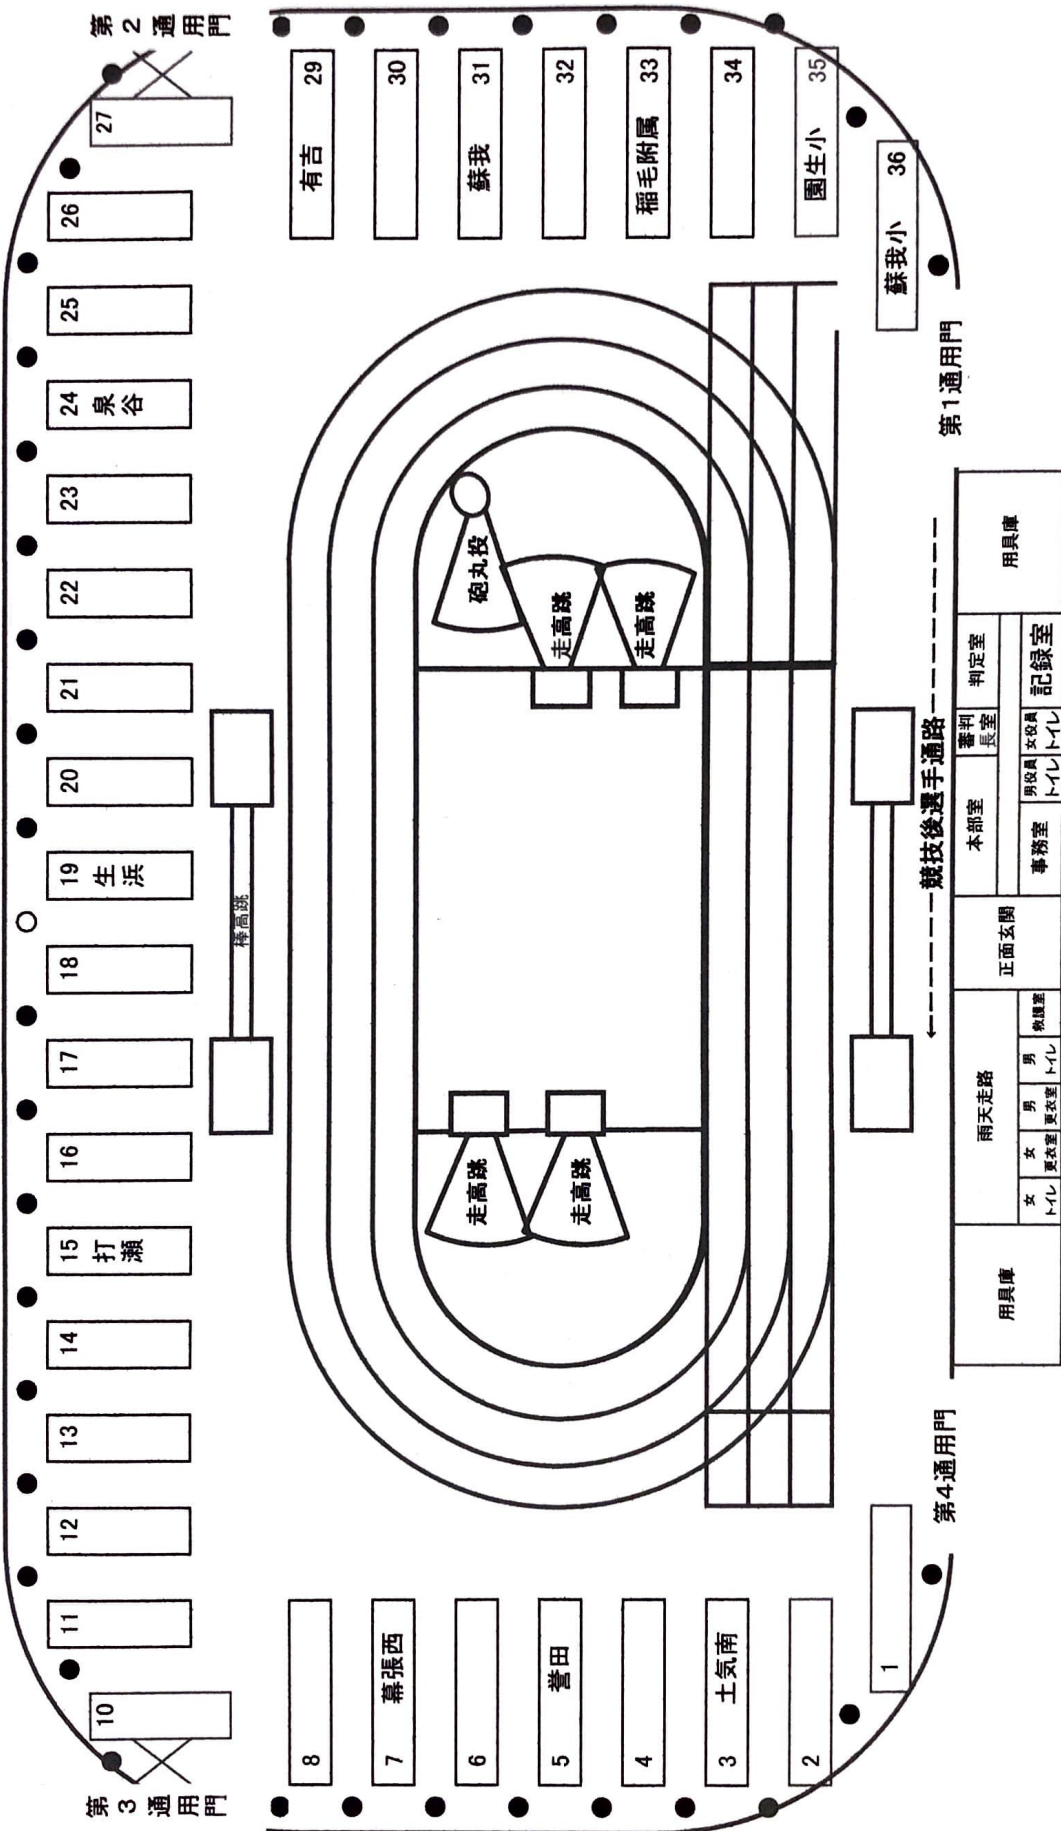 第3通用門
10
11
12
13
14
15
打瀬
16
17
18
19
生浜
20
21
22
23
24
泉谷
25
26
27
第2通用門
8
7 幕張西
6
5 誉田
4
3 土気南
2
1
有吉 29
30
蘇我 31
32
稲毛附属 33
34
園生小 35
蘇我小 36
棒高跳
走高跳
走高跳
砲丸投
走高跳
走高跳
第4通用門
競技後選手通路
第1通用門
用具庫
雨天走路
女
トイレ
女
更衣室
男
更衣室
男
トイレ
救護室
正面玄関
本部室
審判
長室
判定室
事務室
男役員
トイレ
女役員
トイレ
記録室
用具庫